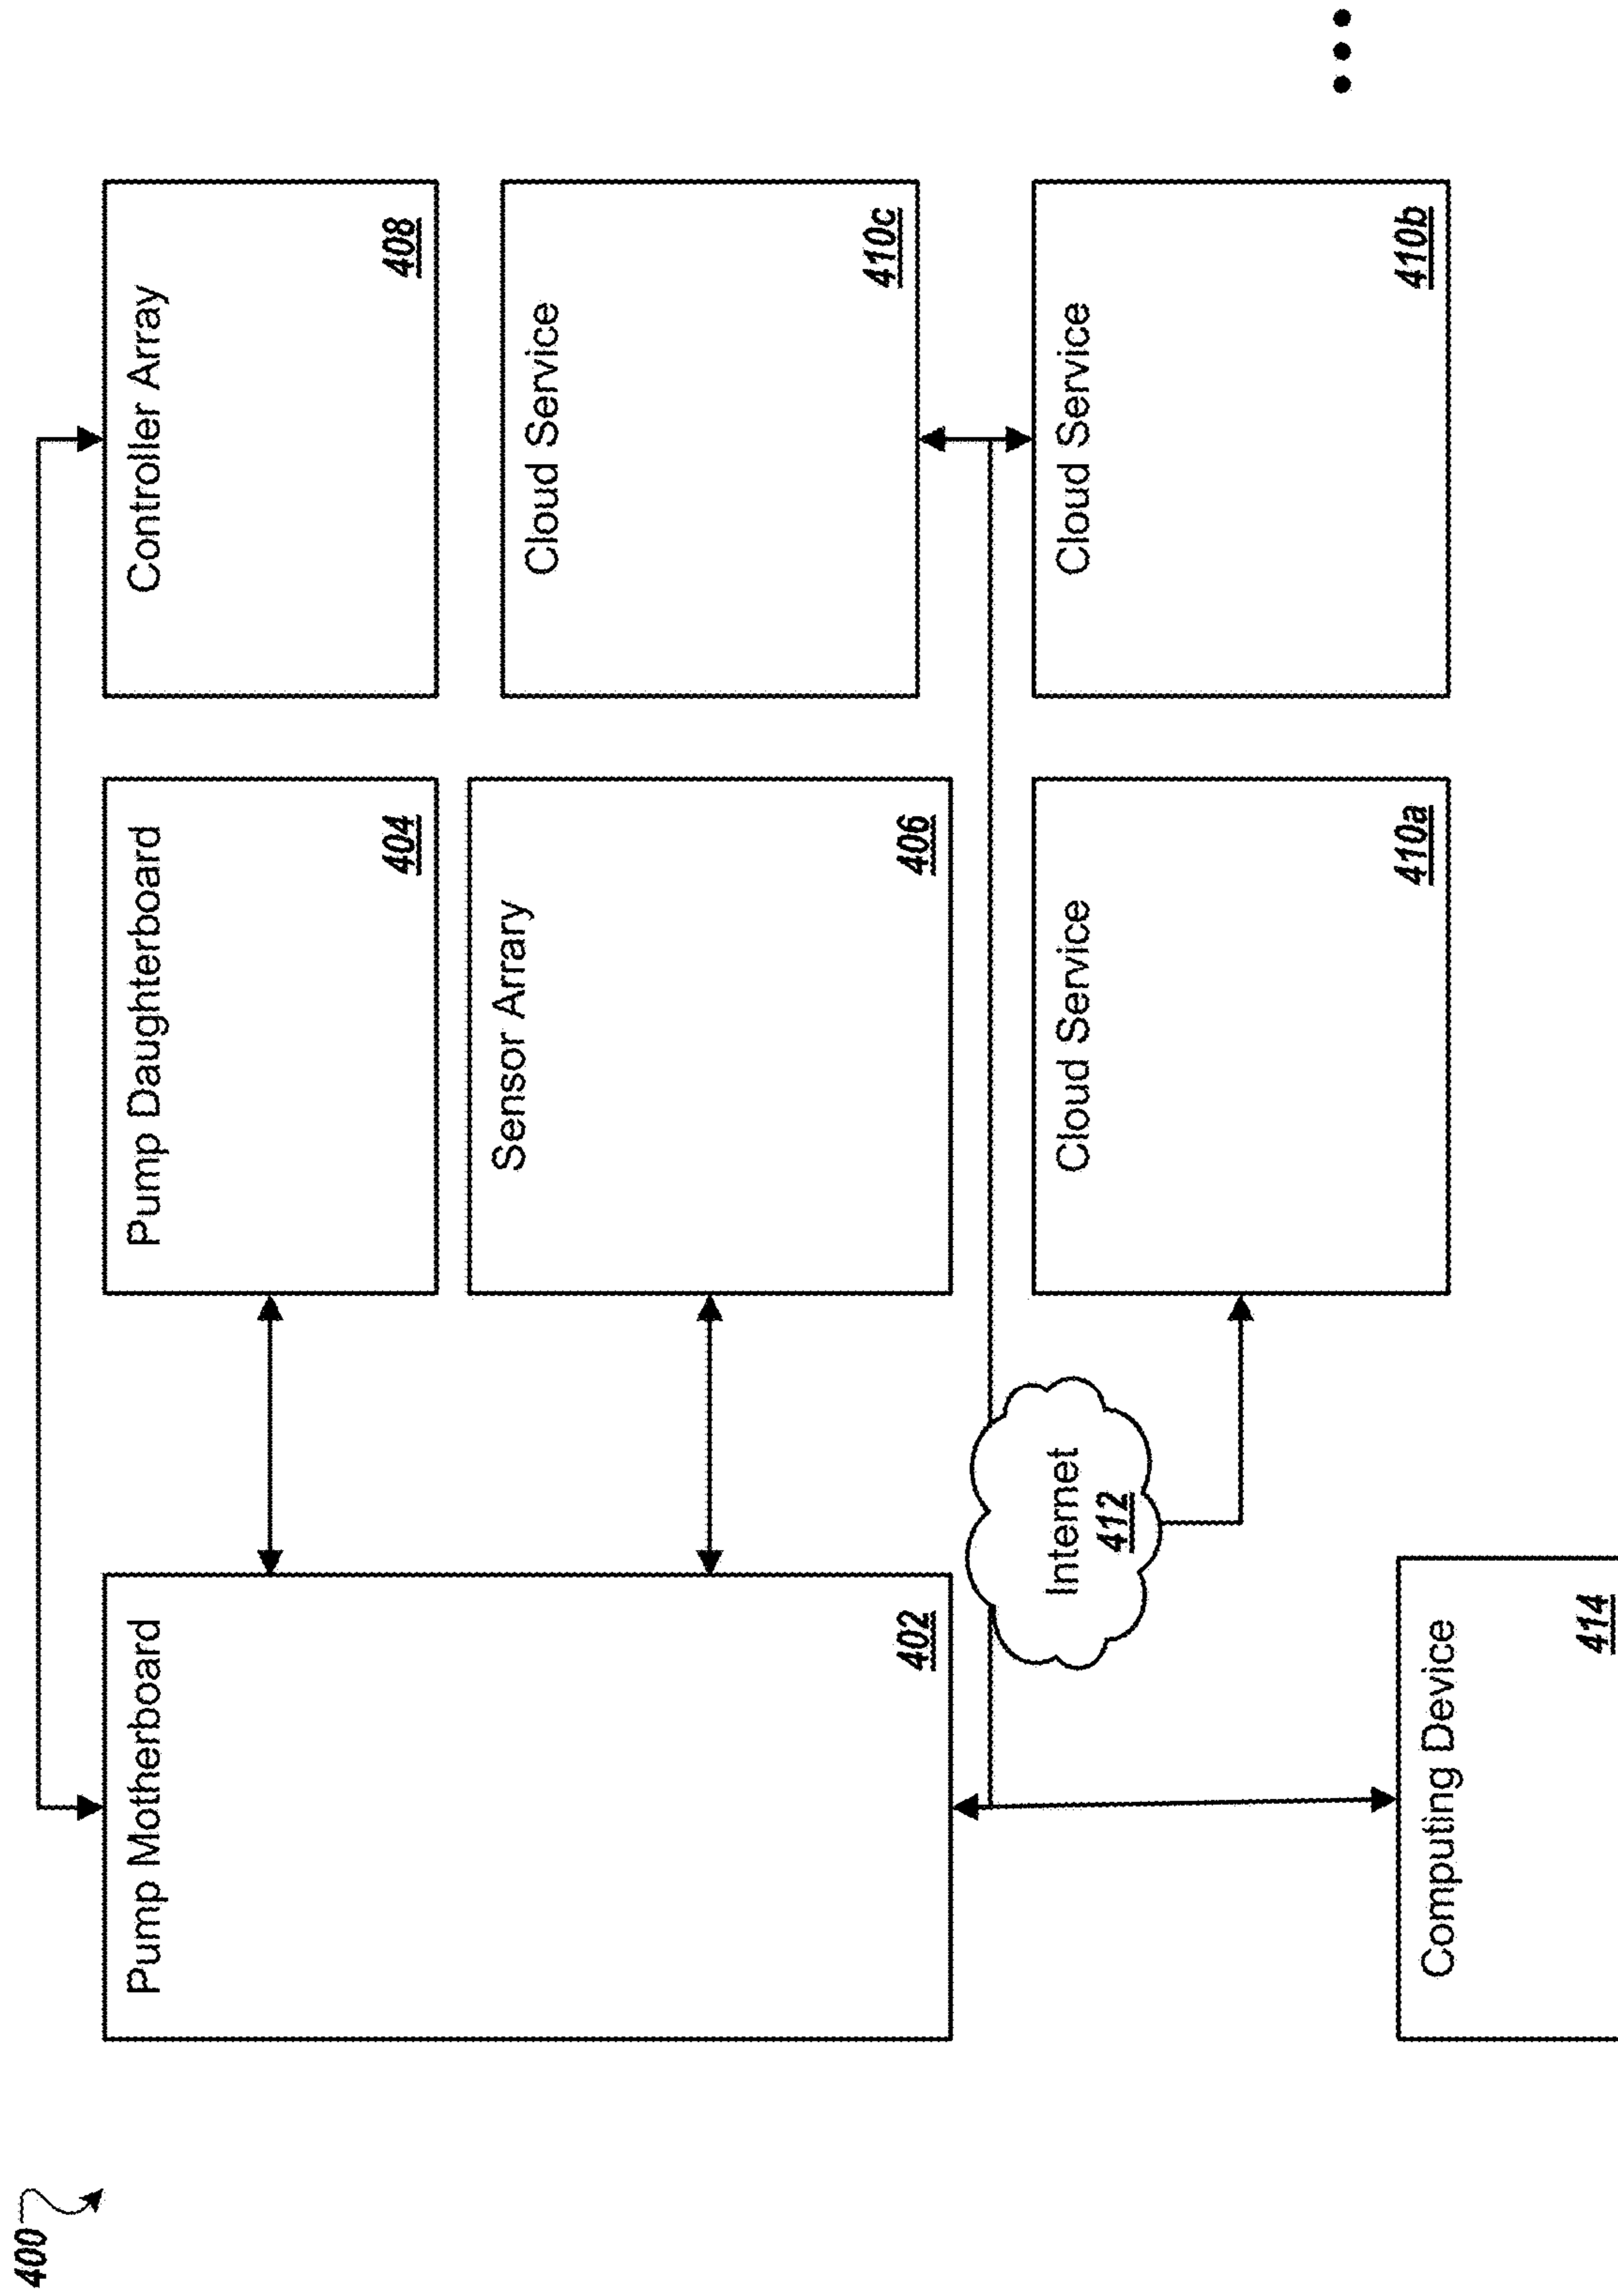 400
Pump Motherboard
402
Pump Daughterboard
404
Controller Array
408
Sensor Arrary
406
Cloud Service
410c
Internet
412
Cloud Service
410a
Cloud Service
410b
Computing Device
414